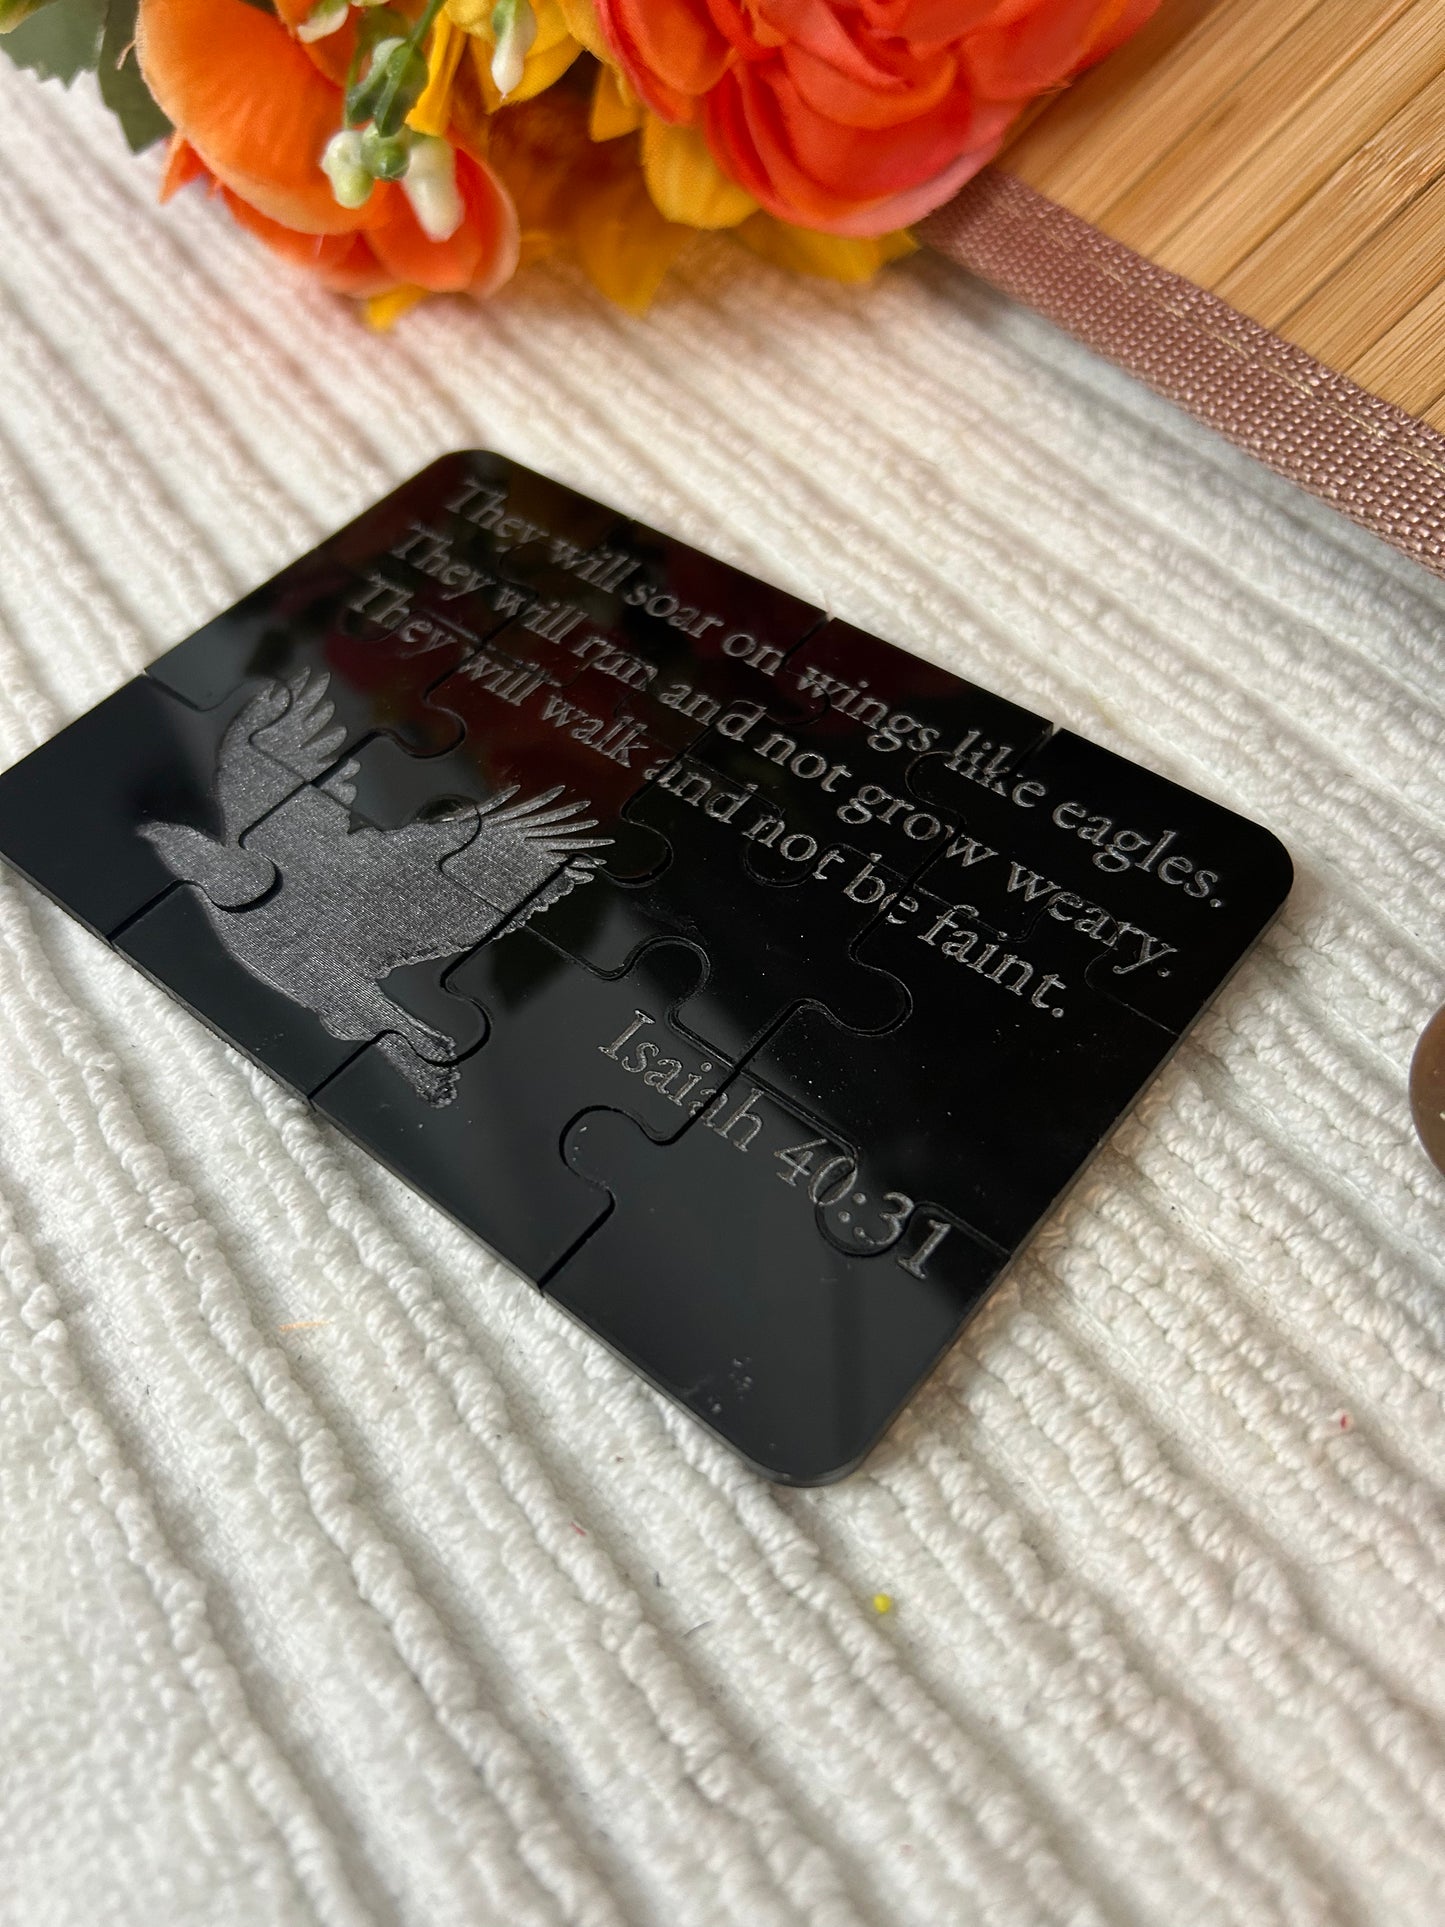 They will soar on wings like eagles.
They will run and not grow weary.
They will walk and not be faint.
Isaiah 40:31